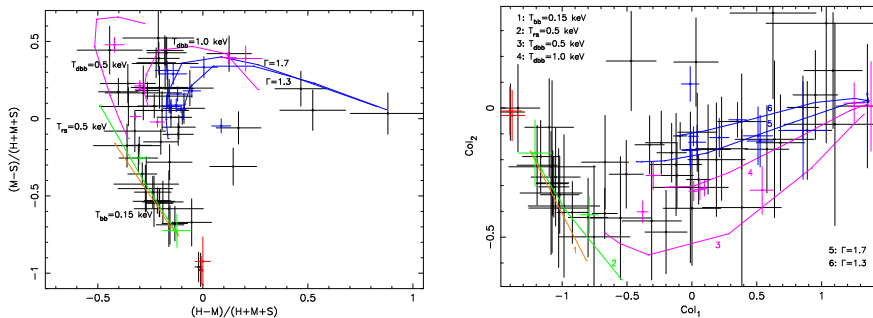 T_dbb=1.0 keV
T_dbb=0.5 keV
Γ=1.7
Γ=1.3
T_rs=0.5 keV
T_bb=0.15 keV
0.5
0
−0.5
−1
−0.5
0
0.5
1
(M−S)/(H+M+S)
(H−M)/(H+M+S)
1: T_bb=0.15 keV
2: T_rs=0.5 keV
3: T_dbb=0.5 keV
4: T_dbb=1.0 keV
6
5
4
3
1
2
5: Γ=1.7
6: Γ=1.3
0
−0.5
−1
−0.5
0
0.5
1
Col_2
Col_1